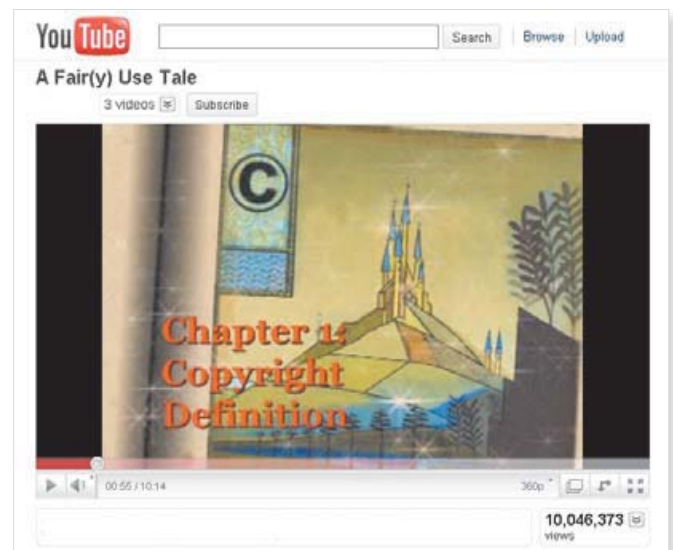 You Tube
Search Browse Upload
A Fair(y) Use Tale
3 videos Subscribe
©
Chapter 1:
Copyright
Definition
00:55 / 10:14 360p
10,046,373
views